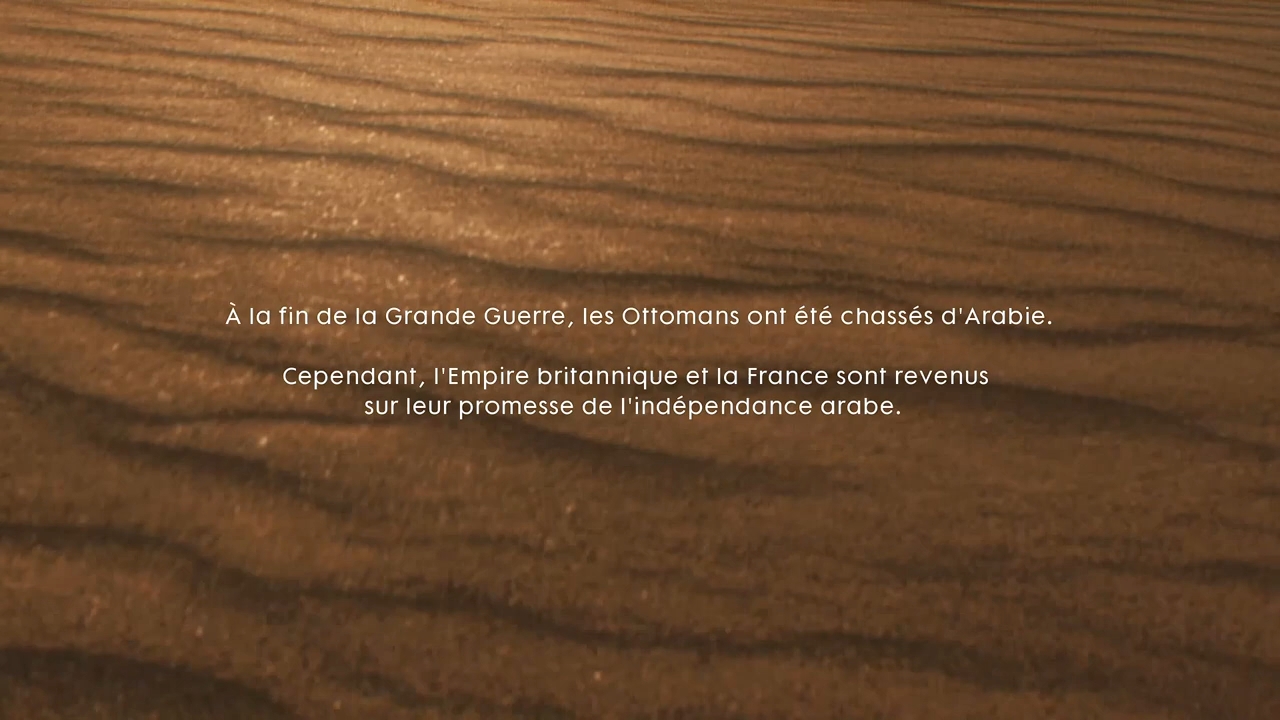 À la fin de la Grande Guerre, les Ottomans ont été chassés d'Arabie.
Cependant, l'Empire britannique et la France sont revenus
sur leur promesse de l'indépendance arabe.